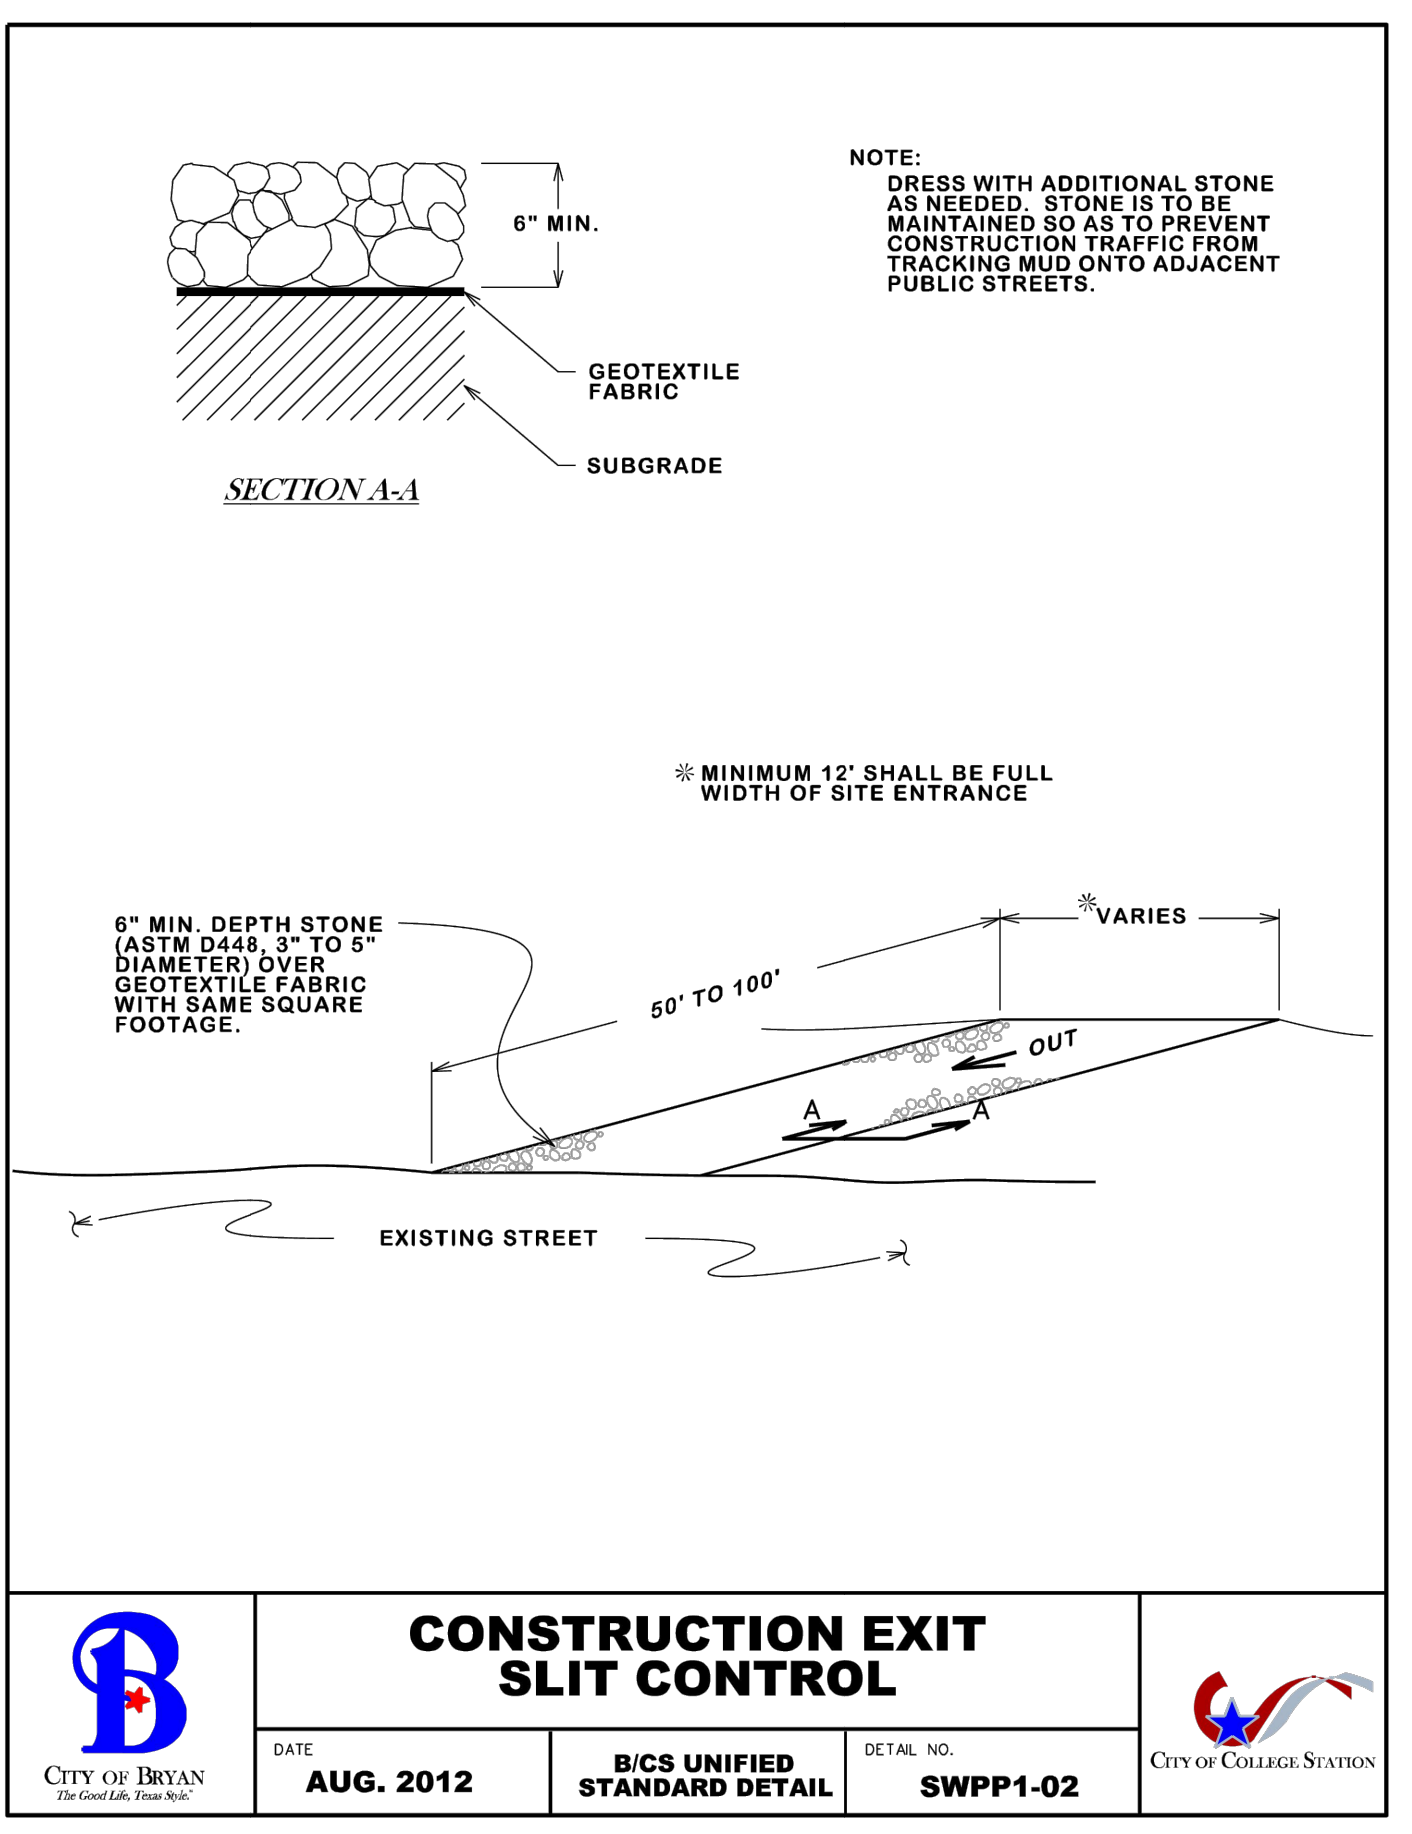 NOTE:
DRESS WITH ADDITIONAL STONE
AS NEEDED.  STONE IS TO BE
MAINTAINED SO AS TO PREVENT
CONSTRUCTION TRAFFIC FROM
TRACKING MUD ONTO ADJACENT
PUBLIC STREETS.
6" MIN.
GEOTEXTILE
FABRIC
SUBGRADE
SECTION A-A
* MINIMUM 12' SHALL BE FULL
WIDTH OF SITE ENTRANCE
6" MIN. DEPTH STONE
(ASTM D448, 3" TO 5"
DIAMETER) OVER
GEOTEXTILE FABRIC
WITH SAME SQUARE
FOOTAGE.
50' TO 100'
*VARIES
OUT
A
A
EXISTING STREET
CITY OF BRYAN
The Good Life, Texas Style.™
CONSTRUCTION EXIT
SLIT CONTROL
DATE
AUG. 2012
B/CS UNIFIED
STANDARD DETAIL
DETAIL NO.
SWPP1-02
CITY OF COLLEGE STATION